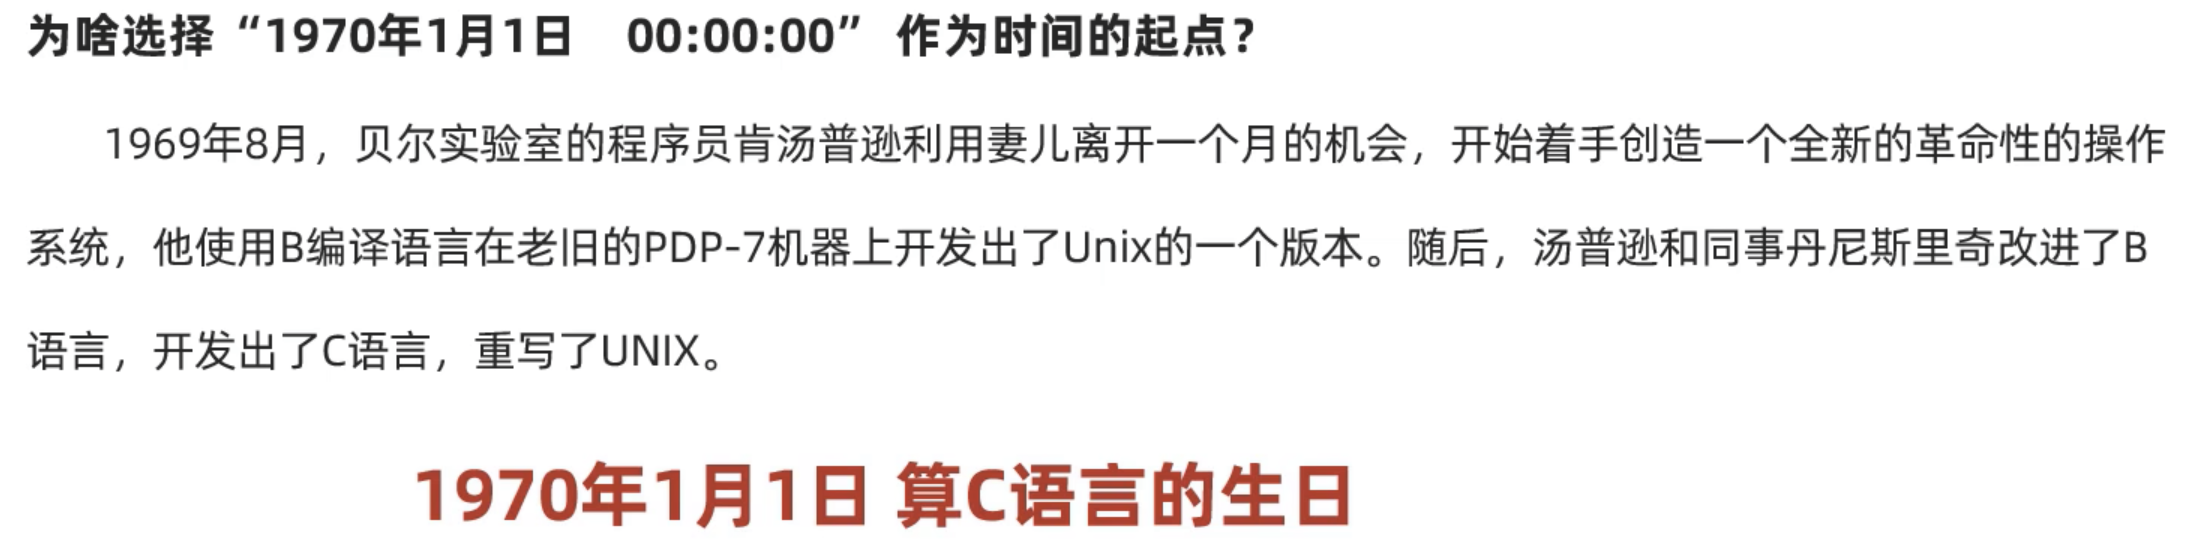 为啥选择“1970年1月1日 00:00:00” 作为时间的起点？
1969年8月，贝尔实验室的程序员肯汤普逊利用妻儿离开一个月的机会，开始着手创造一个全新的革命性的操作
系统，他使用B编译语言在老旧的PDP-7机器上开发出了Unix的一个版本。随后，汤普逊和同事丹尼斯里奇改进了B
语言，开发出了C语言，重写了UNIX。
1970年1月1日 算C语言的生日